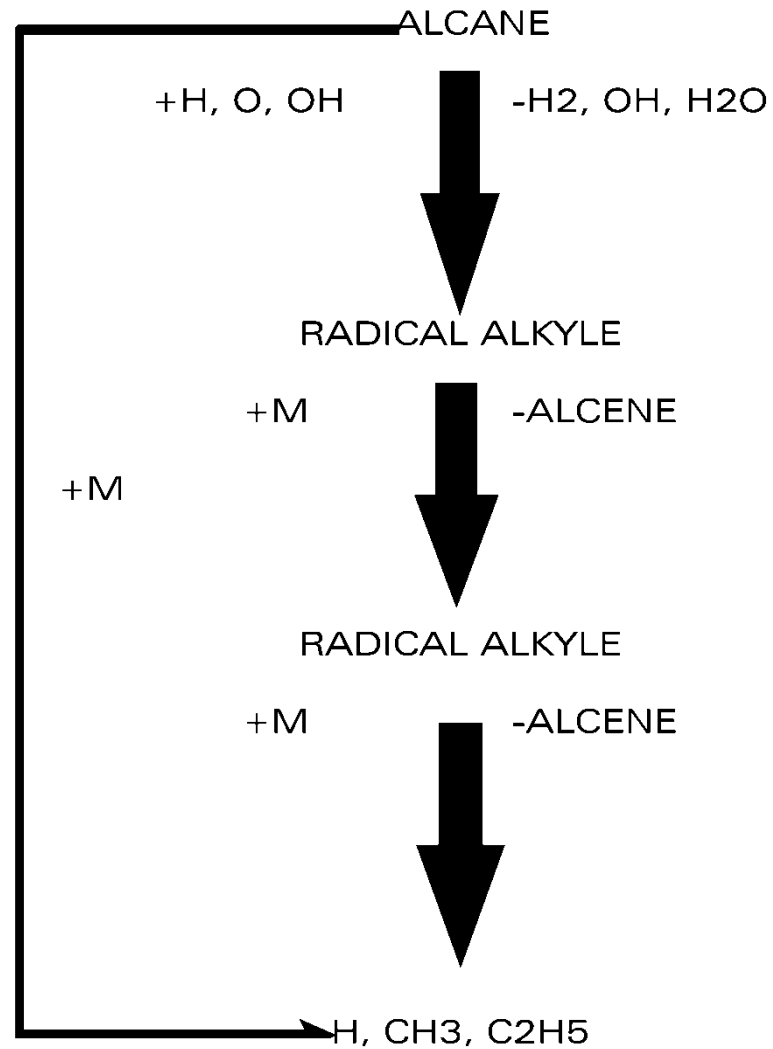 ALCANE
+H, O, OH -H2, OH, H2O
RADICAL ALKYLE
+M -ALCENE
+M
RADICAL ALKYLE
+M -ALCENE
H, CH3, C2H5